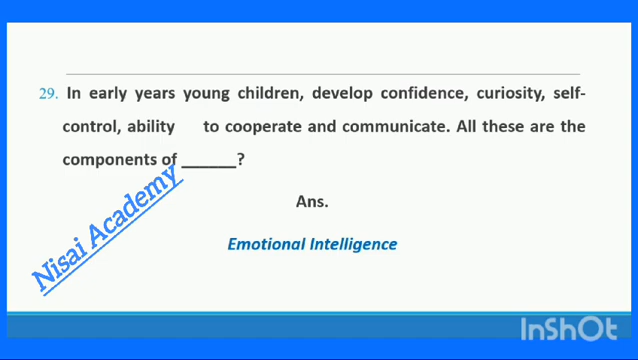 29. In early years young children, develop confidence, curiosity, self-
control, ability to cooperate and communicate. All these are the
components of ______?
Ans.
Emotional Intelligence
Nisai Academy
InShOt